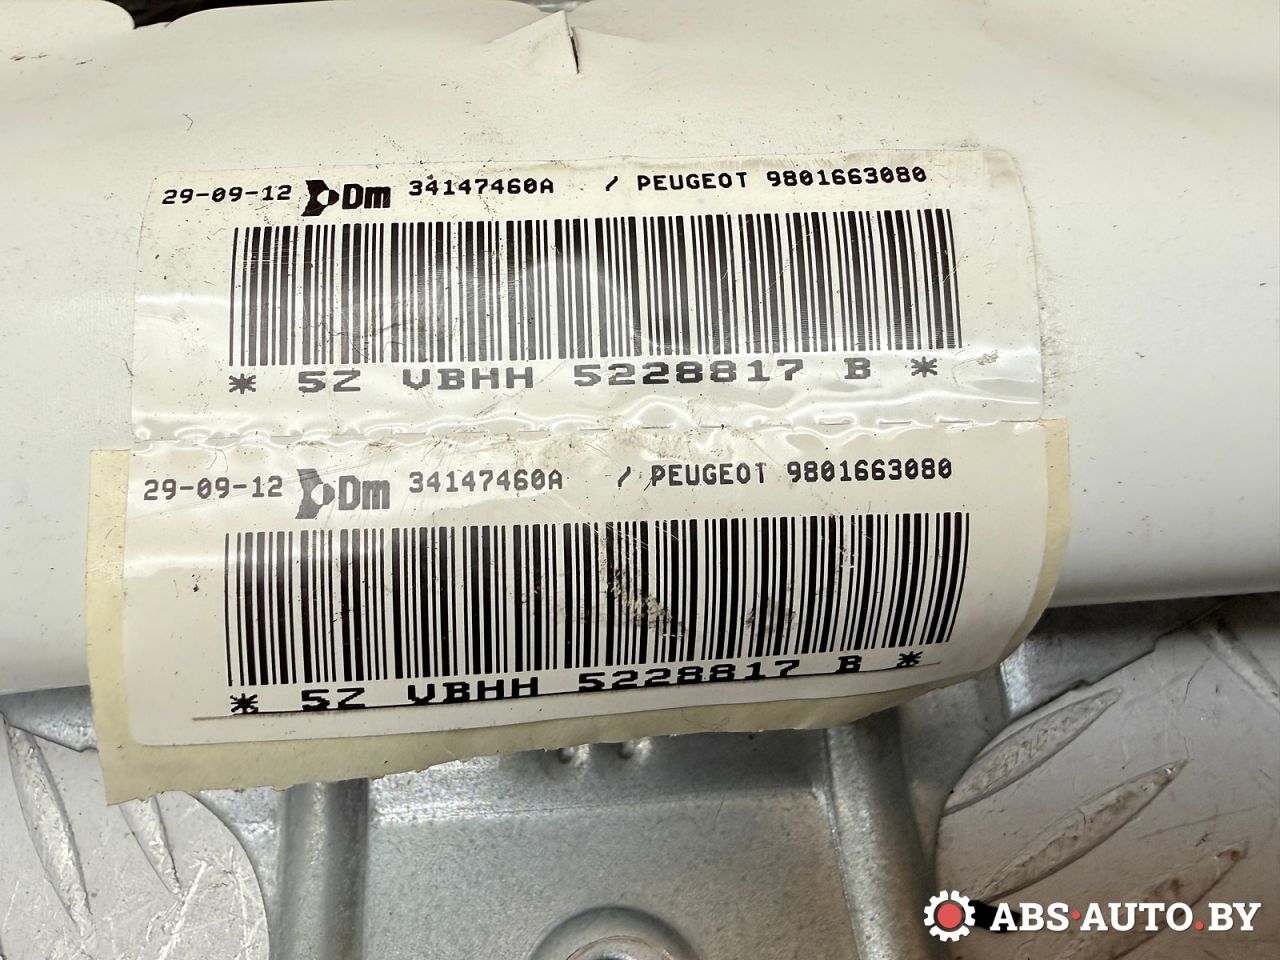 29-09-12 Dm 34147460A / PEUGEOT 9801663080
* 5Z VBHH 5228817 B *
29-09-12 Dm 34147460A / PEUGEOT 9801663080
* 5Z VBHH 5228817 B *
ABS·AUTO.BY